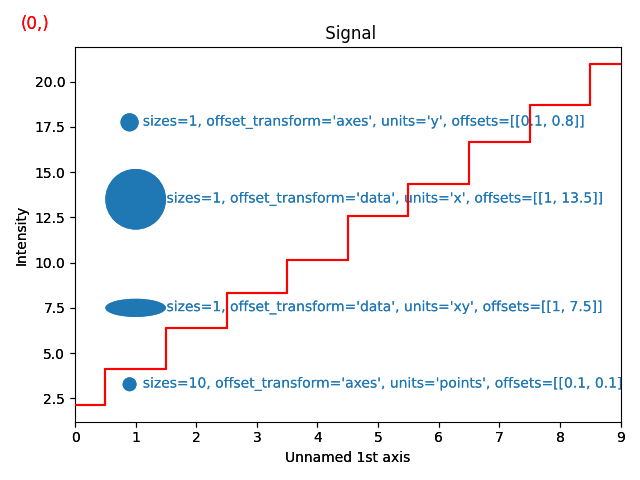 (0,)
Signal
20.0
17.5
15.0
12.5
10.0
7.5
5.0
2.5
Intensity
sizes=1, offset_transform='axes', units='y', offsets=[[0.1, 0.8]]
sizes=1, offset_transform='data', units='x', offsets=[[1, 13.5]]
sizes=1, offset_transform='data', units='xy', offsets=[[1, 7.5]]
sizes=10, offset_transform='axes', units='points', offsets=[[0.1, 0.1]
0 1 2 3 4 5 6 7 8 9
Unnamed 1st axis